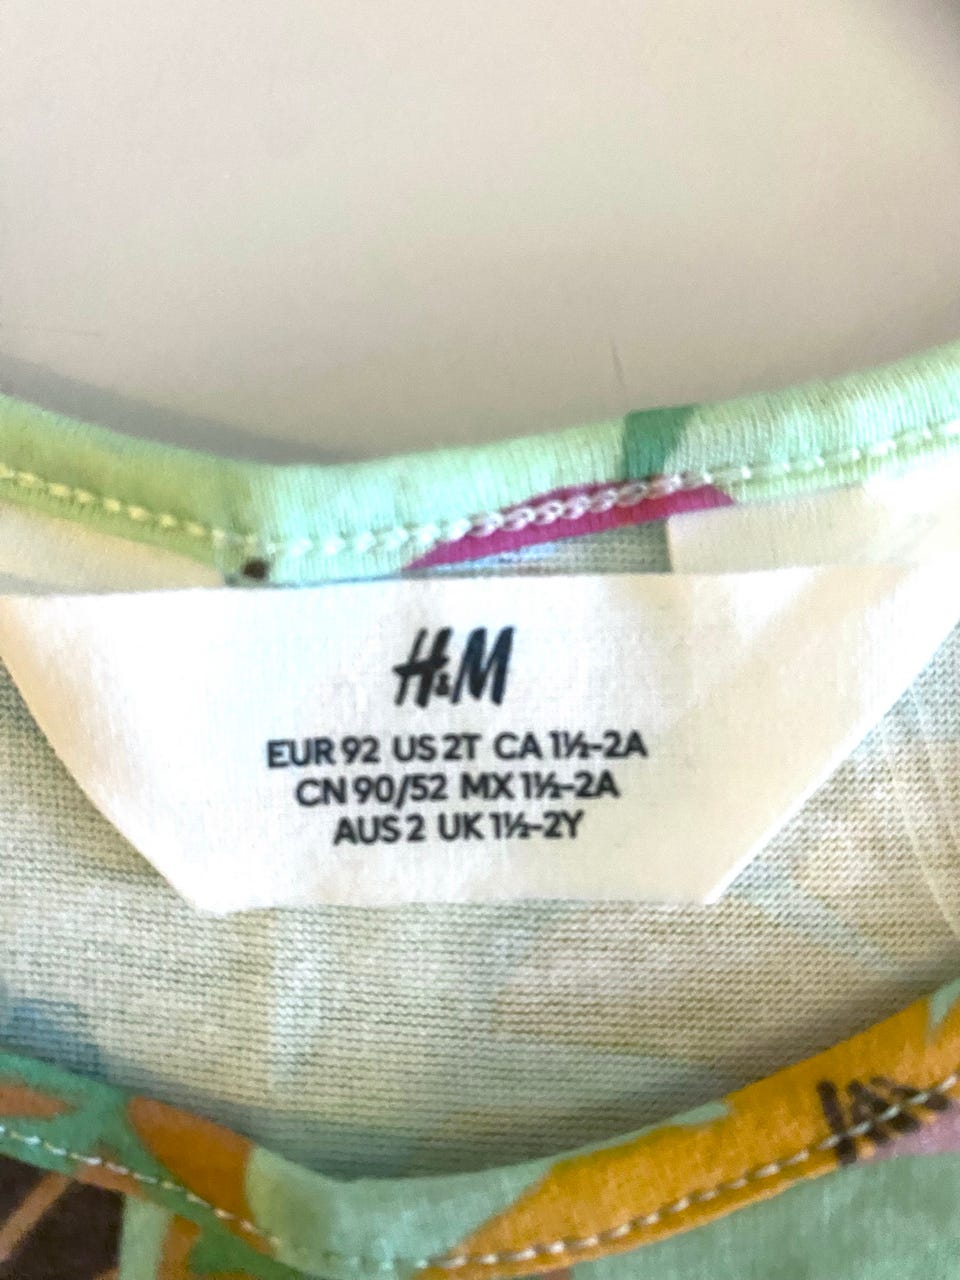 H&M
EUR 92 US 2T CA 1½-2A
CN 90/52 MX 1½-2A
AUS 2 UK 1½-2Y